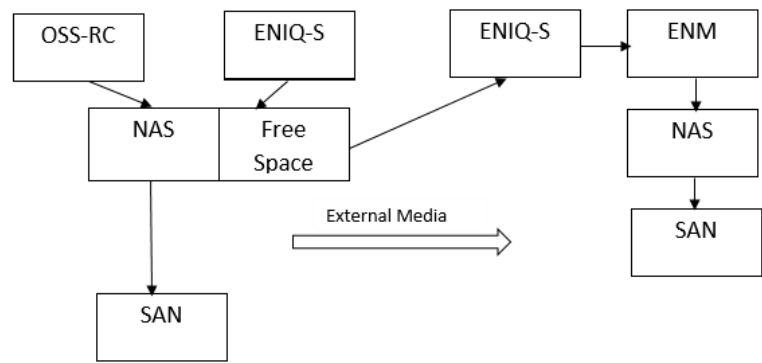 OSS-RC
ENIQ-S
ENIQ-S
ENM
NAS
Free
Space
NAS
External Media
SAN
SAN